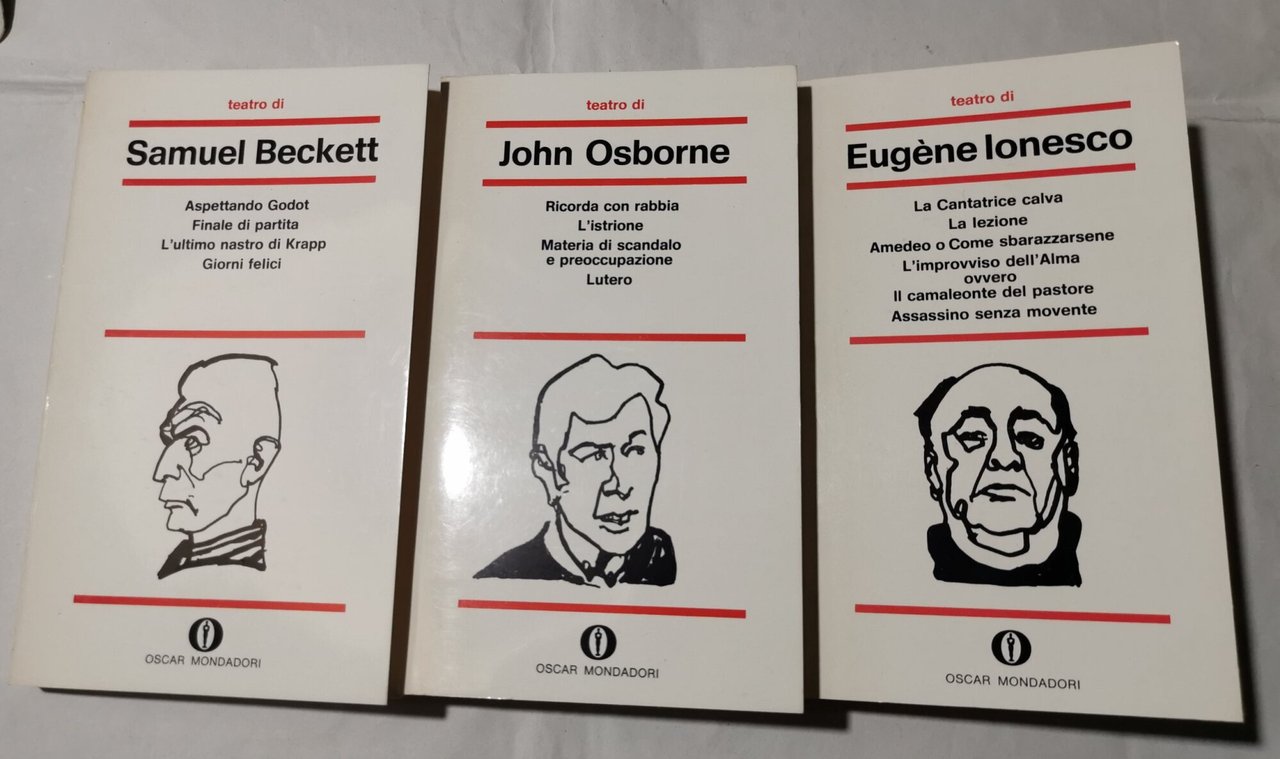 teatro di
Samuel Beckett
Aspettando Godot
Finale di partita
L'ultimo nastro di Krapp
Giorni felici
OSCAR MONDADORI
teatro di
John Osborne
Ricorda con rabbia
L'istrione
Materia di scandalo
e preoccupazione
Lutero
OSCAR MONDADORI
teatro di
Eugène Ionesco
La Cantatrice calva
La lezione
Amedeo o Come sbarazzarsene
L'improvviso dell'Alma
ovvero
Il camaleonte del pastore
Assassino senza movente
OSCAR MONDADORI